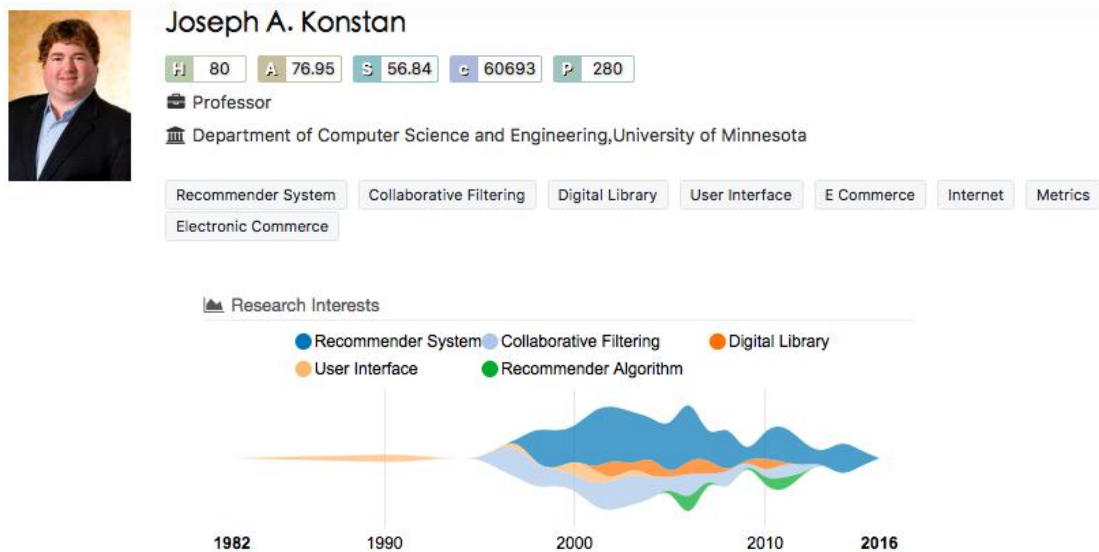 Joseph A. Konstan
H 80 A 76.95 S 56.84 c 60693 P 280
Professor
Department of Computer Science and Engineering,University of Minnesota
Recommender System Collaborative Filtering Digital Library User Interface E Commerce Internet Metrics
Electronic Commerce
Research Interests
Recommender System Collaborative Filtering Digital Library
User Interface Recommender Algorithm
1982 1990 2000 2010 2016